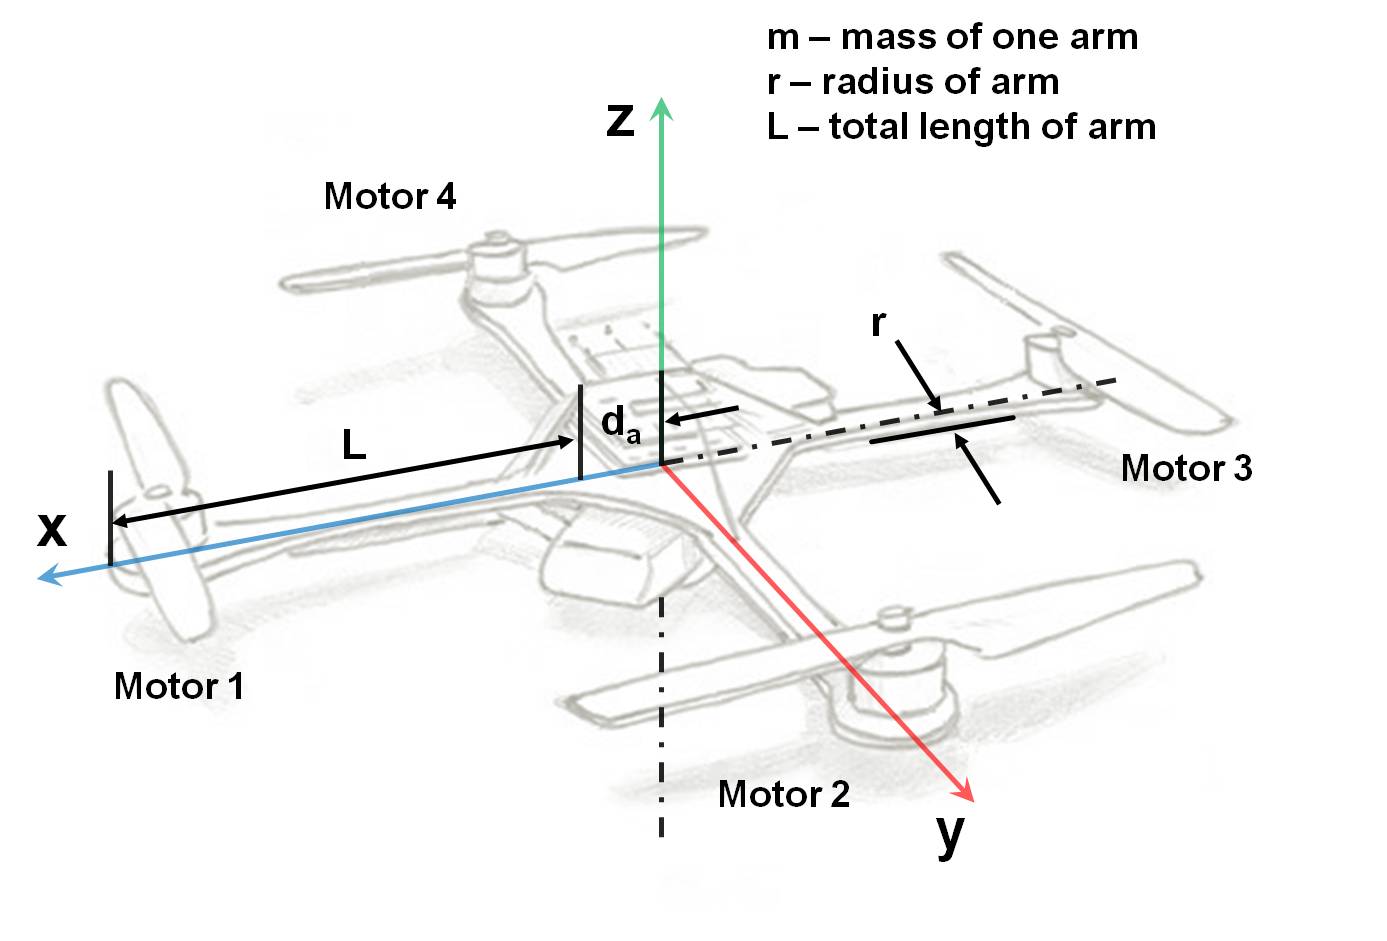 m – mass of one arm
r – radius of arm
L – total length of arm
z
Motor 4
r
da
L
Motor 3
x
Motor 1
Motor 2
y